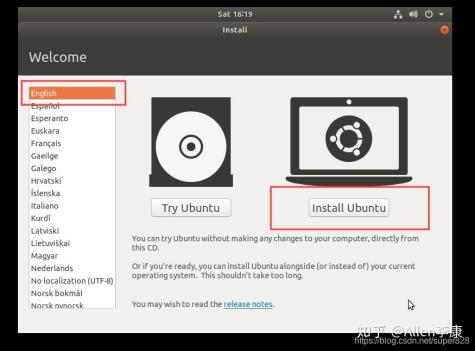 Sat 16:19
Install
Welcome
English
Español
Esperanto
Euskara
Français
Gaeilge
Galego
Hrvatski
Íslenska
Italiano
Kurdî
Latviski
Lietuviškai
Magyar
Nederlands
No localization (UTF-8)
Norsk bokmål
Norsk nynorsk
Try Ubuntu
Install Ubuntu
You can try Ubuntu without making any changes to your computer, directly from
this CD.
Or if you're ready, you can install Ubuntu alongside (or instead of) your current
operating system. This shouldn't take too long.
You may wish to read the release notes.
知乎 @Allen李康
https://blog.csdn.net/super828